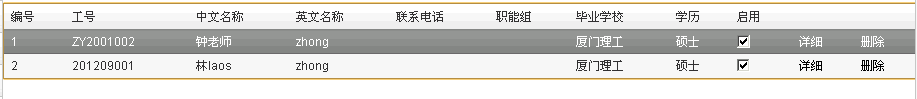 编号 工号 中文名称 英文名称 联系电话 职能组 毕业学校 学历 启用
1 ZY2001002 钟老师 zhong 厦门理工 硕士 详细 删除
2 201209001 林laos zhong 厦门理工 硕士 详细 删除